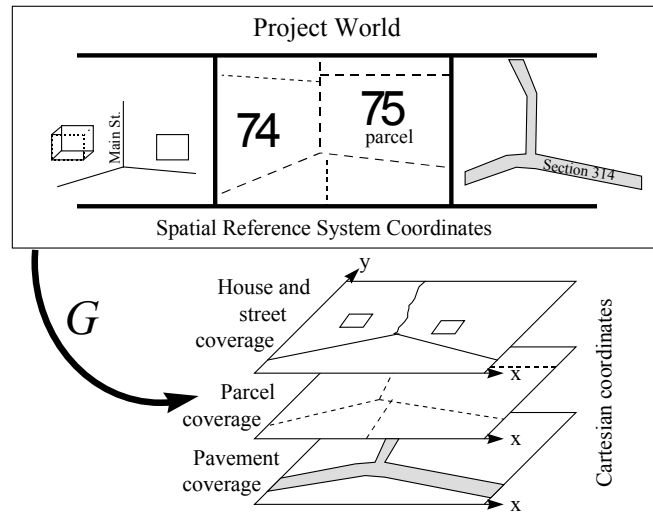 Project World
Main St.
74
75
parcel
Section 314
Spatial Reference System Coordinates
G
y
House and
street
coverage
x
Parcel
coverage
x
Pavement
coverage
x
Cartesian coordinates